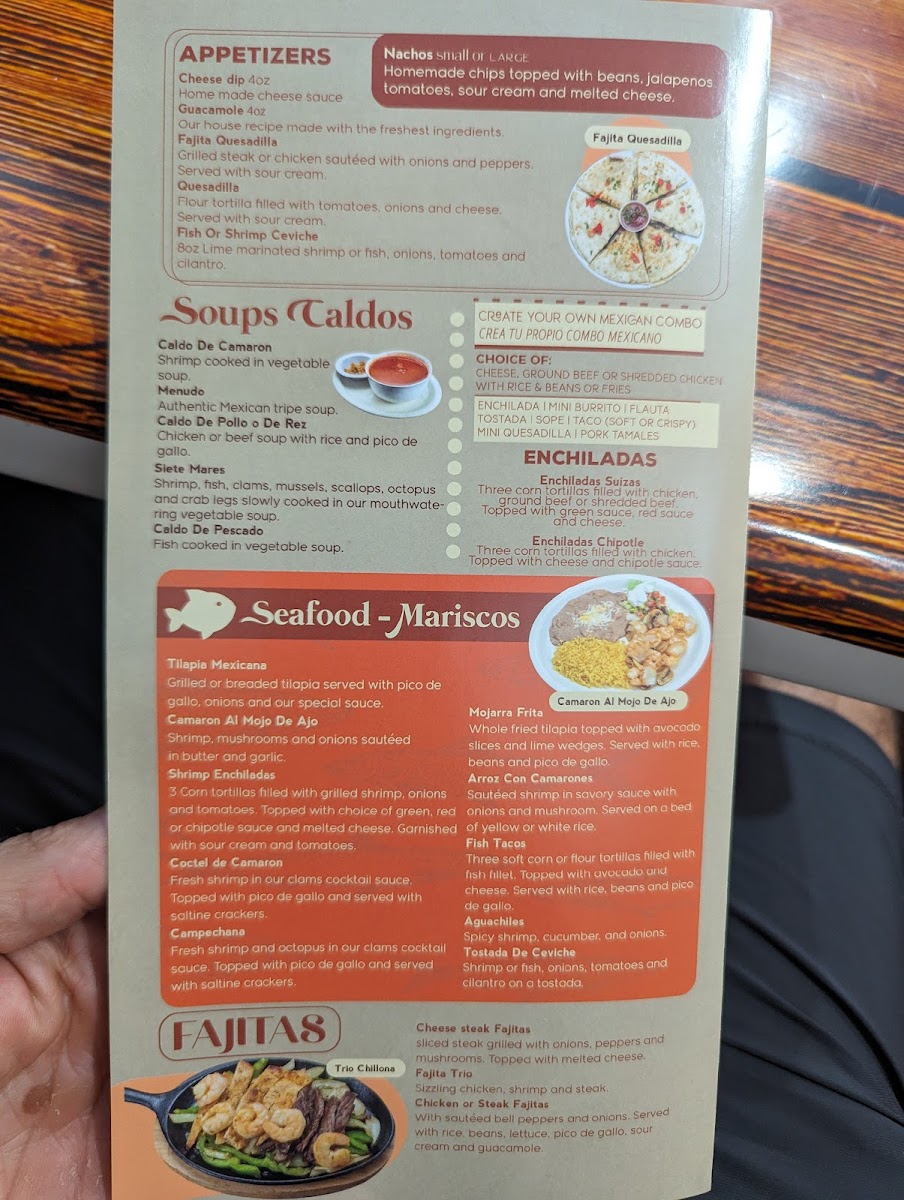 APPETIZERS
Cheese dip 4oz
Home made cheese sauce
Guacamole 4oz
Our house recipe made with the freshest ingredients.
Fajita Quesadilla
Grilled steak or chicken sautéed with onions and peppers.
Served with sour cream.
Quesadilla
Flour tortilla filled with tomatoes, onions and cheese.
Served with sour cream.
Fish Or Shrimp Ceviche
8oz Lime marinated shrimp or fish, onions, tomatoes and
cilantro.
Nachos small or LARGE
Homemade chips topped with beans, jalapenos
tomatoes, sour cream and melted cheese.
Fajita Quesadilla
Soups Caldos
Caldo De Camaron
Shrimp cooked in vegetable
soup.
Menudo
Authentic Mexican tripe soup.
Caldo De Pollo o De Rez
Chicken or beef soup with rice and pico de
gallo.
Siete Mares
Shrimp, fish, clams, mussels, scallops, octopus
and crab legs slowly cooked in our mouthwate-
ring vegetable soup.
Caldo De Pescado
Fish cooked in vegetable soup.
CREATE YOUR OWN MEXIGAN COMBO
CREA TU PROPIO COMBO MEXICANO
CHOICE OF:
CHEESE, GROUND BEEF OR SHREDDED CHICKEN
WITH RICE & BEANS OR FRIES
ENCHILADA | MINI BURRITO | FLAUTA
TOSTADA | SOPE | TACO (SOFT OR CRISPY)
MINI QUESADILLA | PORK TAMALES
ENCHILADAS
Enchiladas Suizas
Three corn tortillas filled with chicken,
ground beef or shredded beef.
Topped with green sauce, red sauce
and cheese.
Enchiladas Chipotle
Three corn tortillas filled with chicken.
Topped with cheese and chipotle sauce.
Seafood - Mariscos
Tilapia Mexicana
Grilled or breaded tilapia served with pico de
gallo, onions and our special sauce.
Camaron Al Mojo De Ajo
Shrimp, mushrooms and onions sautéed
in butter and garlic.
Shrimp Enchiladas
3 Corn tortillas filled with grilled shrimp, onions
and tomatoes. Topped with choice of green, red
or chipotle sauce and melted cheese. Garnished
with sour cream and tomatoes.
Coctel de Camaron
Fresh shrimp in our clams cocktail sauce.
Topped with pico de gallo and served with
saltine crackers.
Campechana
Fresh shrimp and octopus in our clams cocktail
sauce. Topped with pico de gallo and served
with saltine crackers.
Camaron Al Mojo De Ajo
Mojarra Frita
Whole fried tilapia topped with avocado
slices and lime wedges. Served with rice,
beans and pico de gallo.
Arroz Con Camarones
Sautéed shrimp in savory sauce with
onions and mushroom. Served on a bed
of yellow or white rice.
Fish Tacos
Three soft corn or flour tortillas filled with
fish fillet. Topped with avocado and
cheese. Served with rice, beans and pico
de gallo.
Aguachiles
Spicy shrimp, cucumber, and onions.
Tostada De Ceviche
Shrimp or fish, onions, tomatoes and
cilantro on a tostada.
FAJITAS
Trio Chillona
Cheese steak Fajitas
sliced steak grilled with onions, peppers and
mushrooms. Topped with melted cheese.
Fajita Trio
Sizzling chicken, shrimp and steak.
Chicken or Steak Fajitas
With sautéed bell peppers and onions. Served
with rice, beans, lettuce, pico de gallo, sour
cream and guacamole.